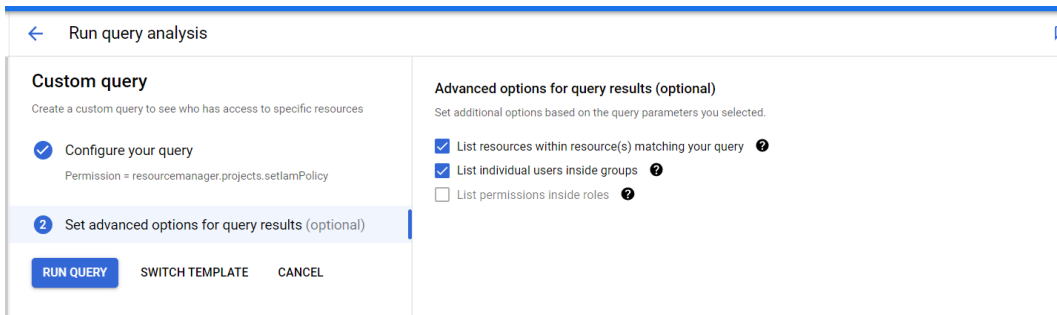 Run query analysis
Custom query
Create a custom query to see who has access to specific resources
Configure your query
Permission = resourcemanager.projects.setIamPolicy
2 Set advanced options for query results (optional)
RUN QUERY SWITCH TEMPLATE CANCEL
Advanced options for query results (optional)
Set additional options based on the query parameters you selected.
List resources within resource(s) matching your query ?
List individual users inside groups ?
List permissions inside roles ?